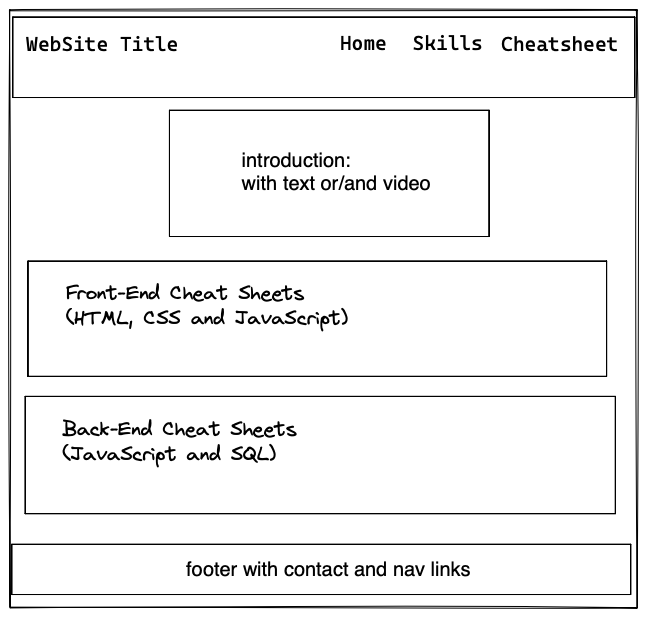 WebSite Title Home Skills Cheatsheet
introduction:
with text or/and video
Front-End Cheat Sheets
(HTML, CSS and JavaScript)
Back-End Cheat Sheets
(JavaScript and SQL)
footer with contact and nav links